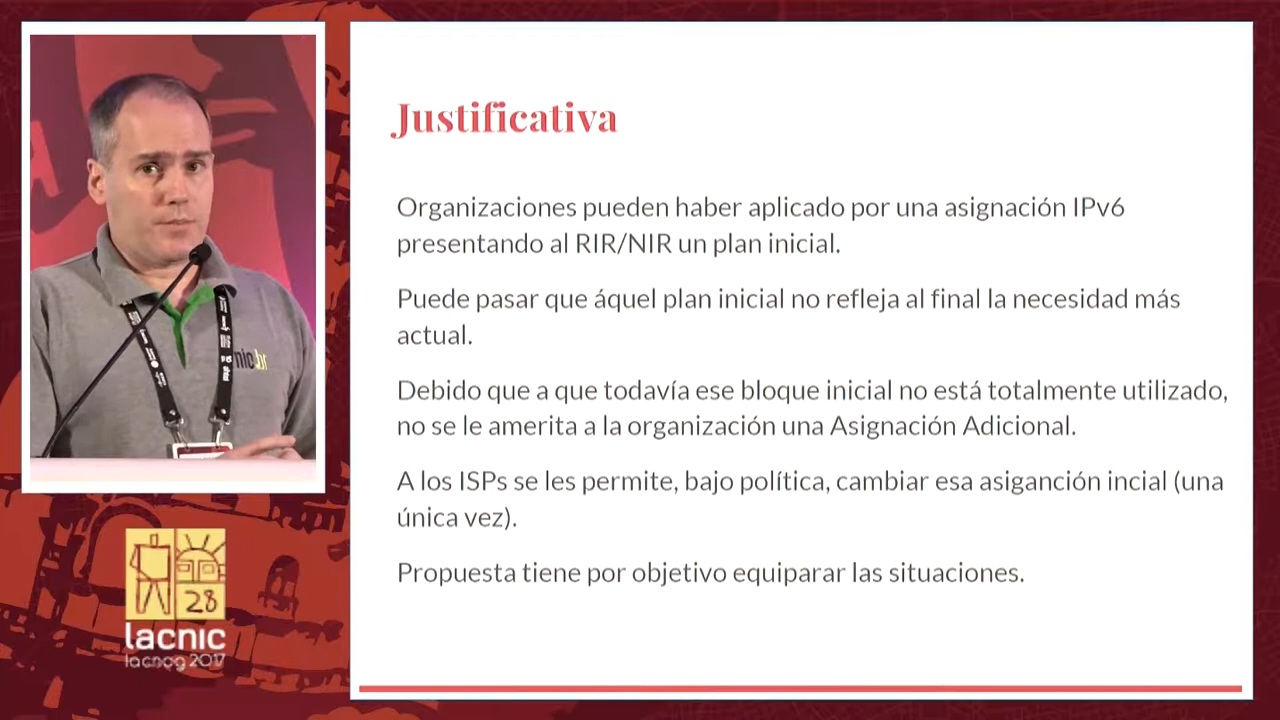 Justificativa
Organizaciones pueden haber aplicado por una asignación IPv6
presentando al RIR/NIR un plan inicial.
Puede pasar que áquel plan inicial no refleja al final la necesidad más
actual.
Debido que a que todavía ese bloque inicial no está totalmente utilizado,
no se le amerita a la organización una Asignación Adicional.
A los ISPs se les permite, bajo política, cambiar esa asiganción incial (una
única vez).
Propuesta tiene por objetivo equiparar las situaciones.
nic.br
28
lacnic
lacnog 2017